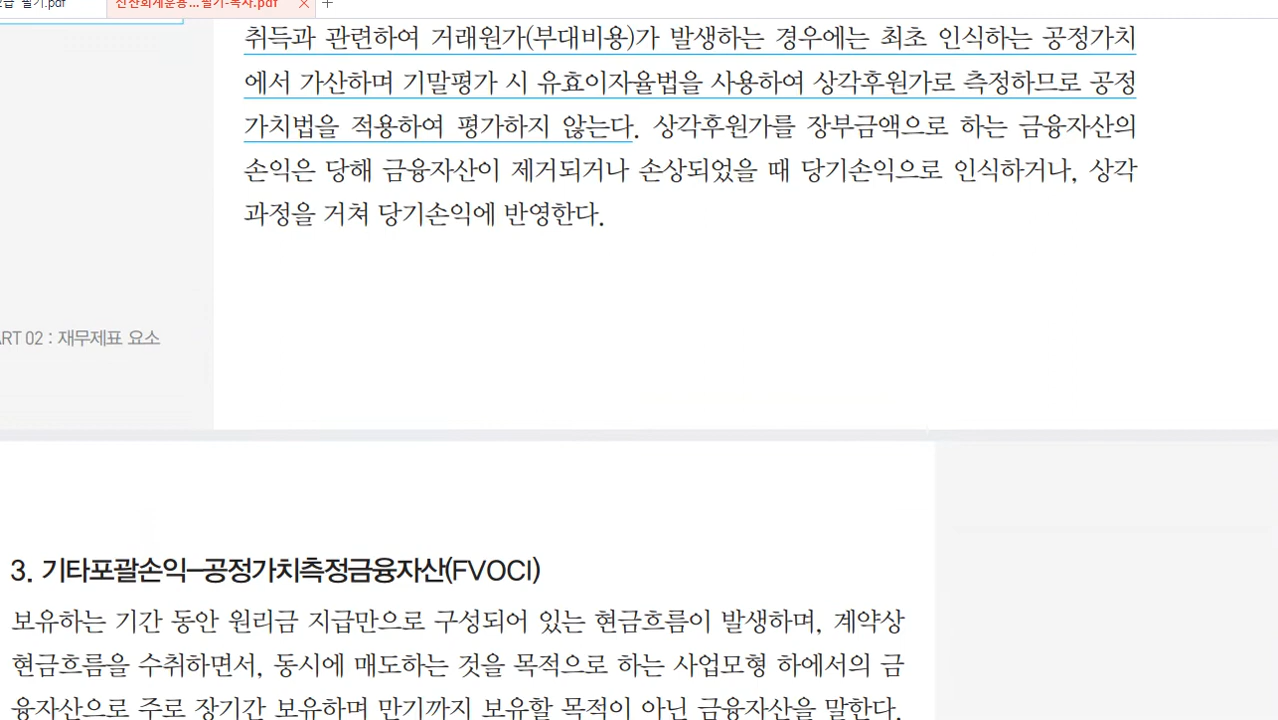 필기.pdf
전산회계운용... 필기-복사.pdf
취득과 관련하여 거래원가(부대비용)가 발생하는 경우에는 최초 인식하는 공정가치
에서 가산하며 기말평가 시 유효이자율법을 사용하여 상각후원가로 측정하므로 공정
가치법을 적용하여 평가하지 않는다. 상각후원가를 장부금액으로 하는 금융자산의
손익은 당해 금융자산이 제거되거나 손상되었을 때 당기손익으로 인식하거나, 상각
과정을 거쳐 당기손익에 반영한다.
ART 02 : 재무제표 요소
3. 기타포괄손익–공정가치측정금융자산(FVOCI)
보유하는 기간 동안 원리금 지급만으로 구성되어 있는 현금흐름이 발생하며, 계약상
현금흐름을 수취하면서, 동시에 매도하는 것을 목적으로 하는 사업모형 하에서의 금
융자산으로 주로 장기간 보유하며 만기까지 보유할 목적이 아닌 금융자산을 말한다.